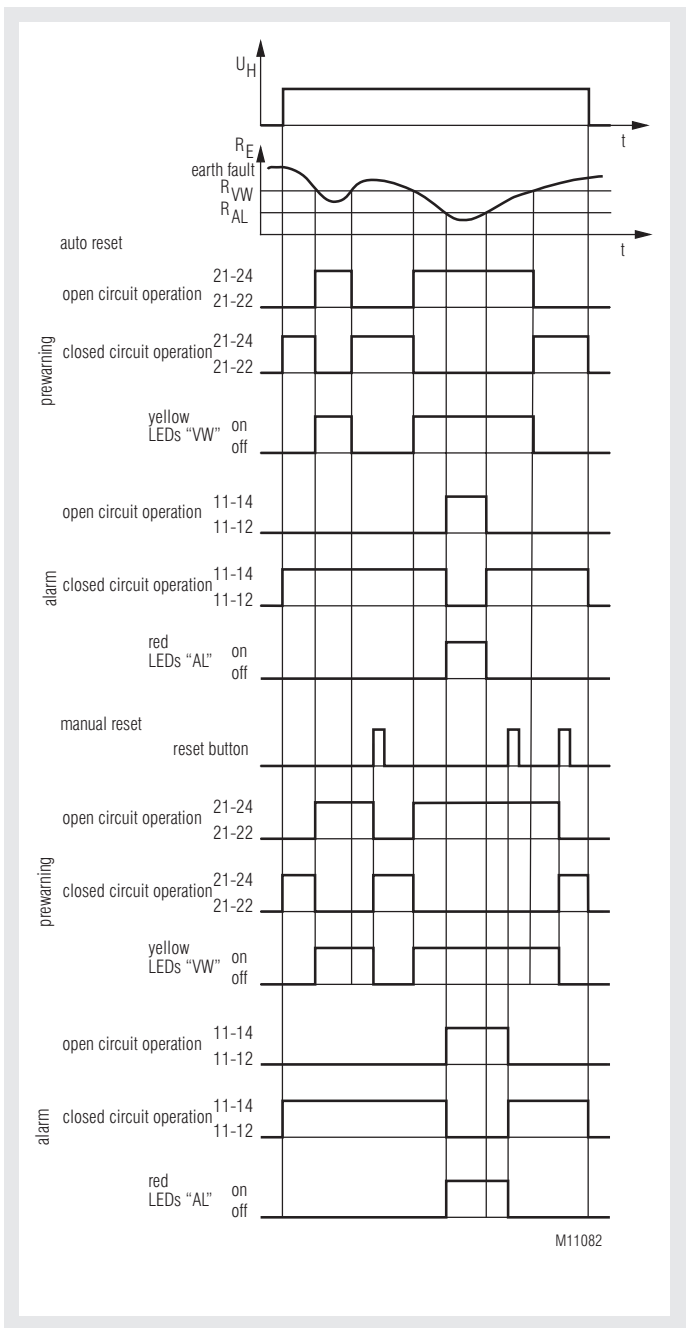 U_H
t
R_E
earth fault
R_VW
R_AL
t
auto reset
prewarning
open circuit operation 21-24
21-22
closed circuit operation 21-24
21-22
yellow
LEDs “VW” on
off
alarm
open circuit operation 11-14
11-12
closed circuit operation 11-14
11-12
red
LEDs “AL” on
off
manual reset
reset button
prewarning
open circuit operation 21-24
21-22
closed circuit operation 21-24
21-22
yellow
LEDs “VW” on
off
alarm
open circuit operation 11-14
11-12
closed circuit operation 11-14
11-12
red
LEDs “AL” on
off
M11082